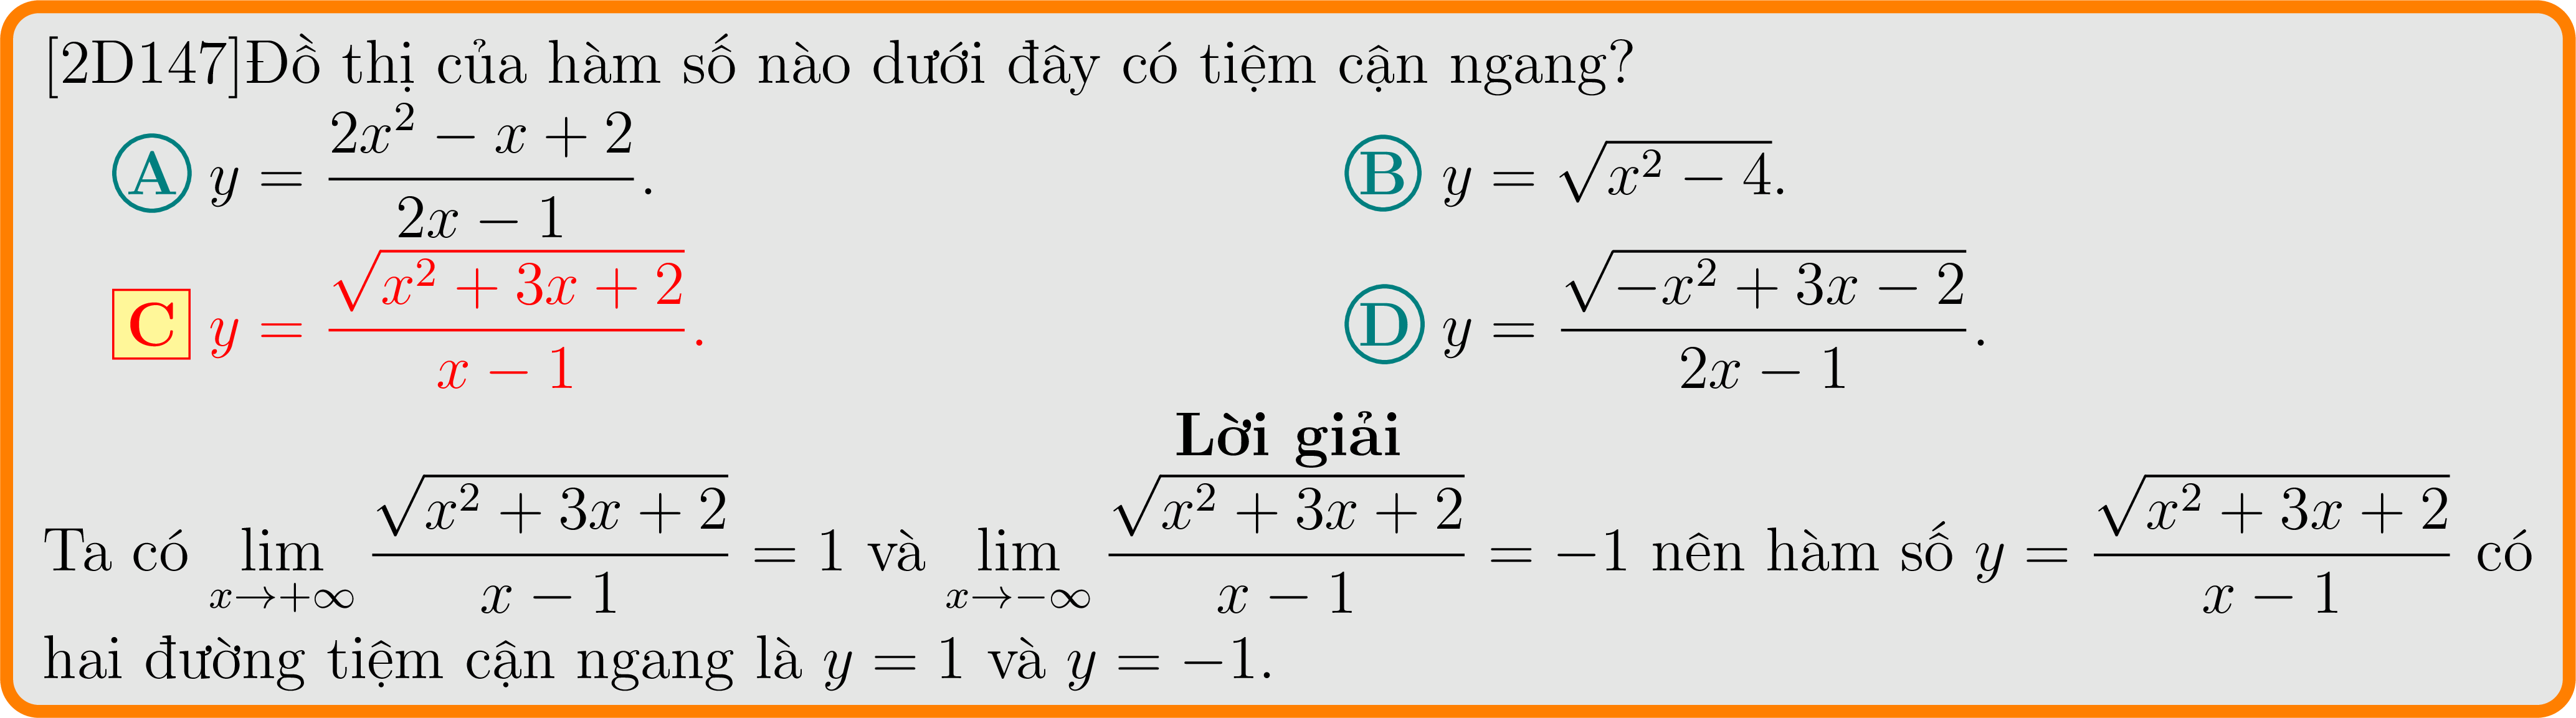 [2D147]Đồ thị của hàm số nào dưới đây có tiệm cận ngang?
A y = \frac{2x^2 - x + 2}{2x - 1}. B y = \sqrt{x^2 - 4}.
C y = \frac{\sqrt{x^2 + 3x + 2}}{x - 1}. D y = \frac{\sqrt{-x^2 + 3x - 2}}{2x - 1}.
Lời giải
Ta có \lim_{x \to +\infty} \frac{\sqrt{x^2 + 3x + 2}}{x - 1} = 1 và \lim_{x \to -\infty} \frac{\sqrt{x^2 + 3x + 2}}{x - 1} = -1 nên hàm số y = \frac{\sqrt{x^2 + 3x + 2}}{x - 1} có
hai đường tiệm cận ngang là y = 1 và y = -1.